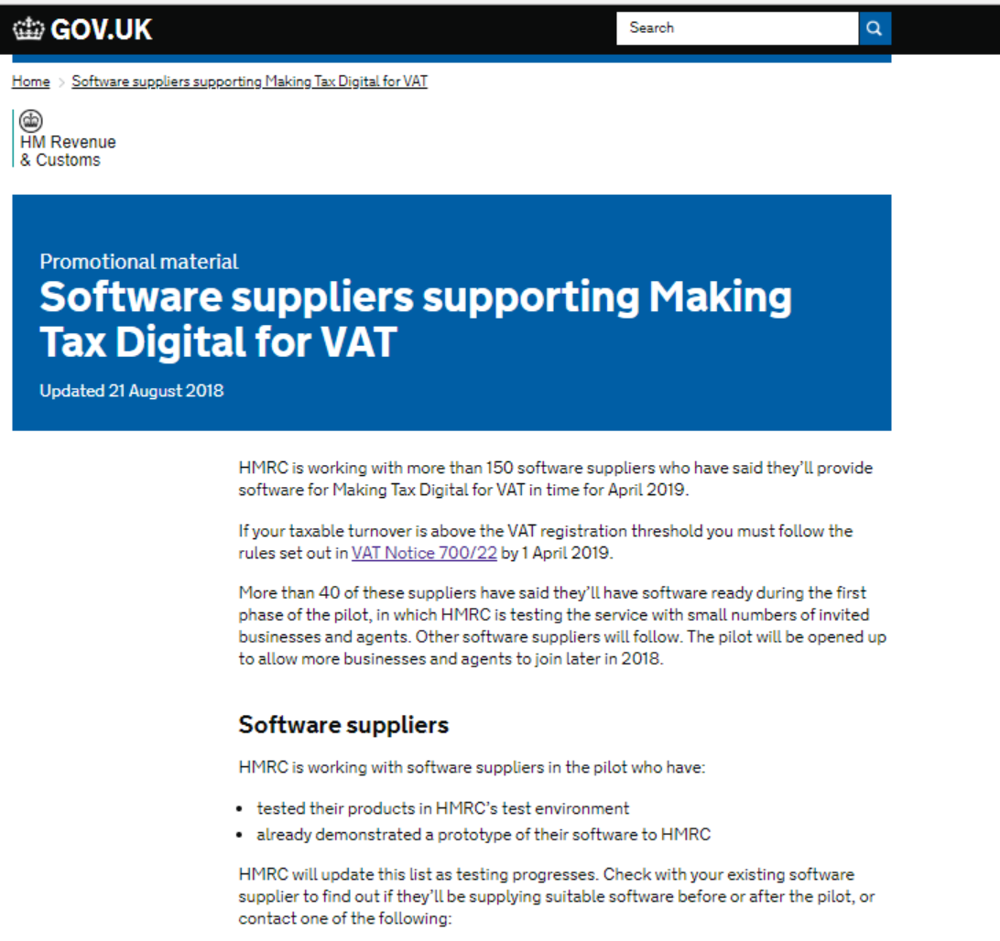 GOV.UK
Search
Home > Software suppliers supporting Making Tax Digital for VAT
HM Revenue
& Customs
Promotional material
Software suppliers supporting Making
Tax Digital for VAT
Updated 21 August 2018
HMRC is working with more than 150 software suppliers who have said they'll provide
software for Making Tax Digital for VAT in time for April 2019.
If your taxable turnover is above the VAT registration threshold you must follow the
rules set out in VAT Notice 700/22 by 1 April 2019.
More than 40 of these suppliers have said they'll have software ready during the first
phase of the pilot, in which HMRC is testing the service with small numbers of invited
businesses and agents. Other software suppliers will follow. The pilot will be opened up
to allow more businesses and agents to join later in 2018.
Software suppliers
HMRC is working with software suppliers in the pilot who have:
• tested their products in HMRC's test environment
• already demonstrated a prototype of their software to HMRC
HMRC will update this list as testing progresses. Check with your existing software
supplier to find out if they'll be supplying suitable software before or after the pilot, or
contact one of the following: